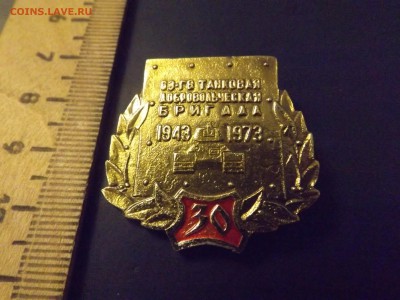 COINS.LAVE.RU
63-ГВ ТАНКОВАЯ
ДОБРОВОЛЬЧЕСКАЯ
БРИГАДА
1943 1973
30